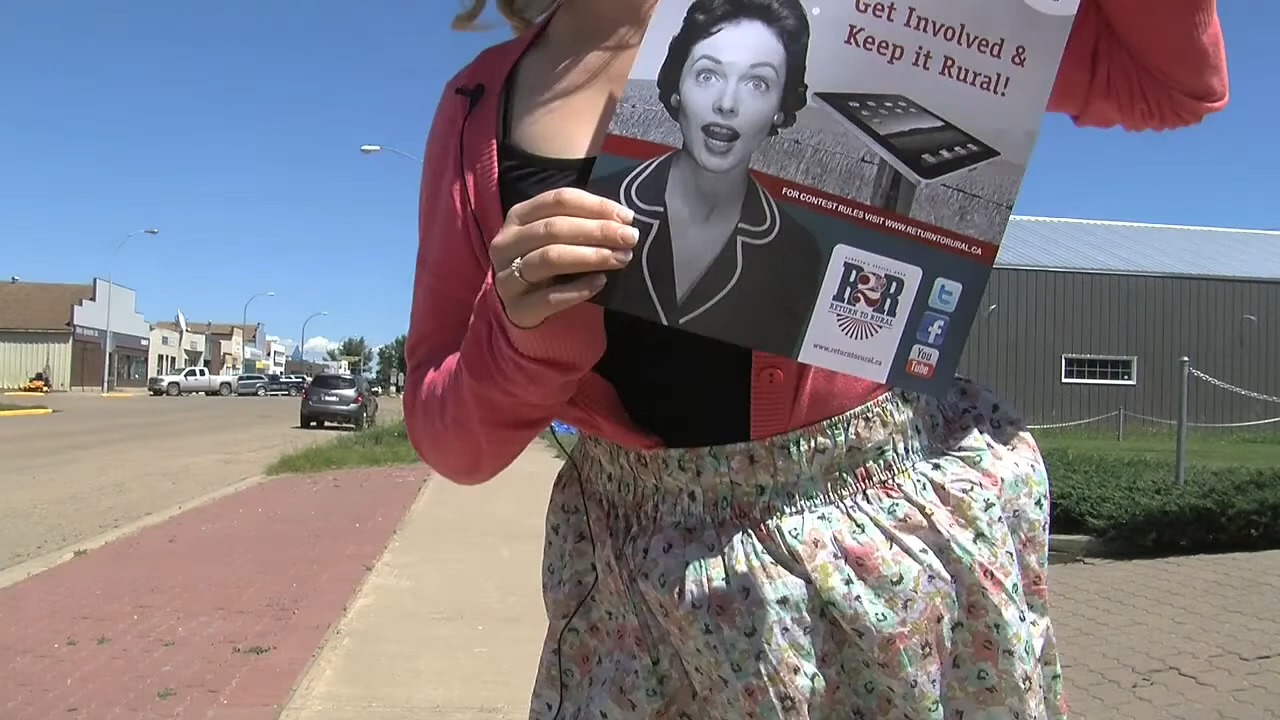 Get Involved &
Keep it Rural!
FOR CONTEST RULES VISIT WWW.RETURNTORURAL.CA
R2R
RETURN TO RURAL
www.returntorural.ca
You
Tube